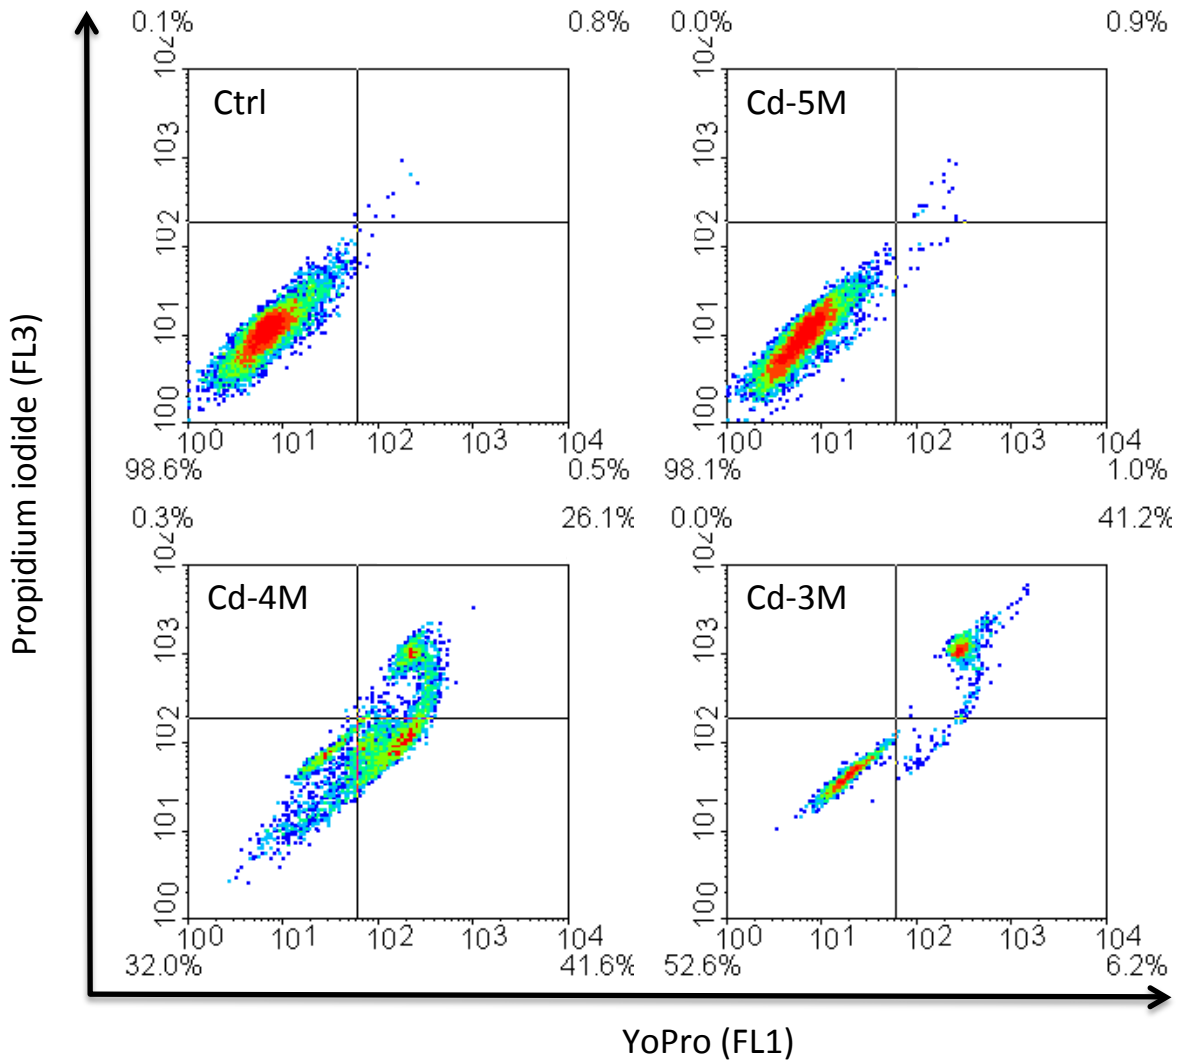 0.1% 0.8% 0.0% 0.9%
104 104
Ctrl Cd-5M
103 103
102 102
101 101
100 100
100 101 102 103 104 100 101 102 103 104
98.6% 0.5% 98.1% 1.0%
0.3% 26.1% 0.0% 41.2%
104 104
Cd-4M Cd-3M
103 103
102 102
101 101
100 100
100 101 102 103 104 100 101 102 103 104
32.0% 41.6% 52.6% 6.2%
Propidium iodide (FL3)
YoPro (FL1)